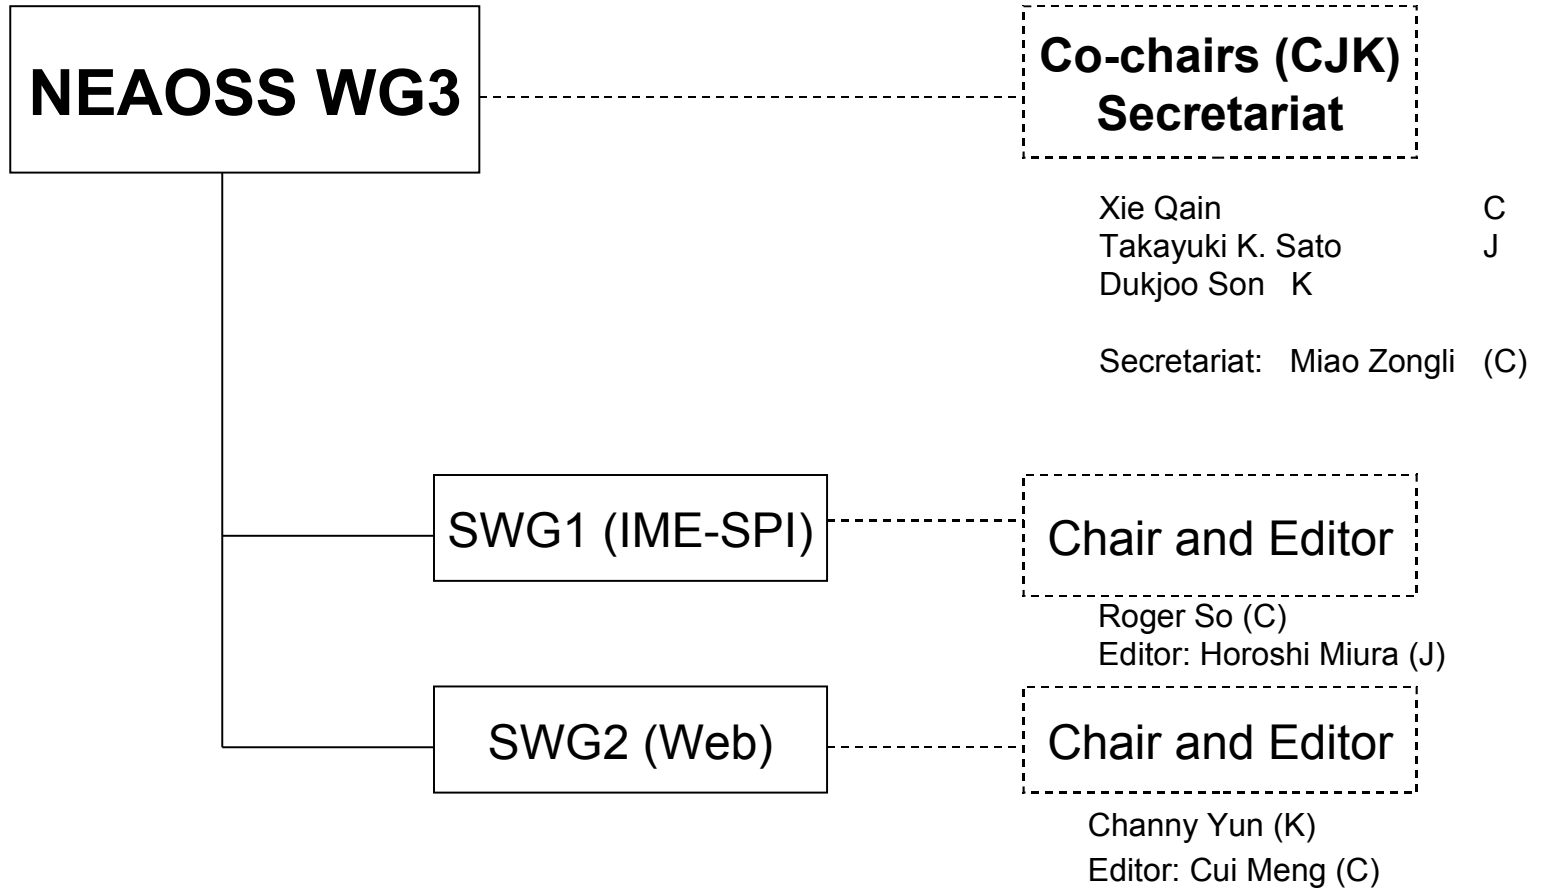 NEAOSS WG3
Co-chairs (CJK)
Secretariat
Xie Qain C
Takayuki K. Sato J
Dukjoo Son K
Secretariat: Miao Zongli (C)
SWG1 (IME-SPI)
Chair and Editor
Roger So (C)
Editor: Horoshi Miura (J)
SWG2 (Web)
Chair and Editor
Channy Yun (K)
Editor: Cui Meng (C)